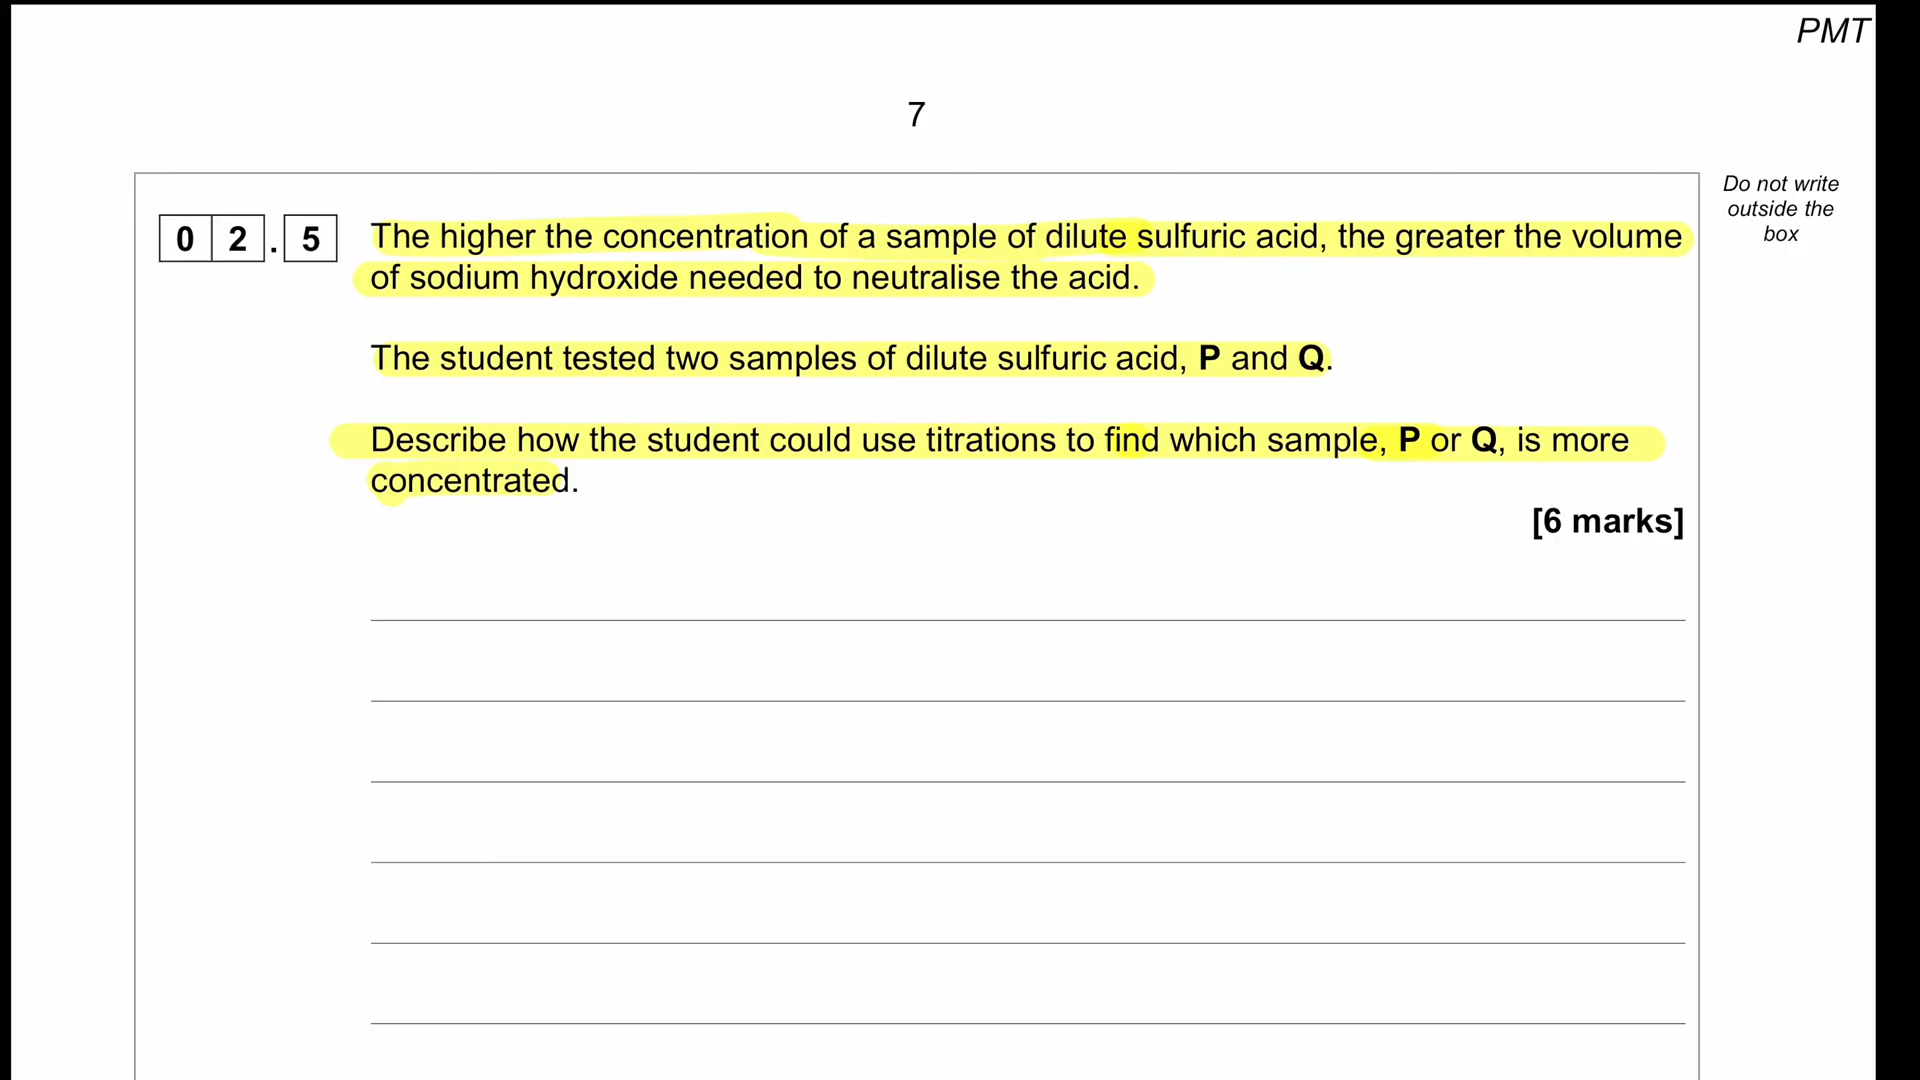 PMT
7
Do not write
outside the
box
0 2 . 5 The higher the concentration of a sample of dilute sulfuric acid, the greater the volume
of sodium hydroxide needed to neutralise the acid.
The student tested two samples of dilute sulfuric acid, P and Q.
Describe how the student could use titrations to find which sample, P or Q, is more
concentrated.
[6 marks]